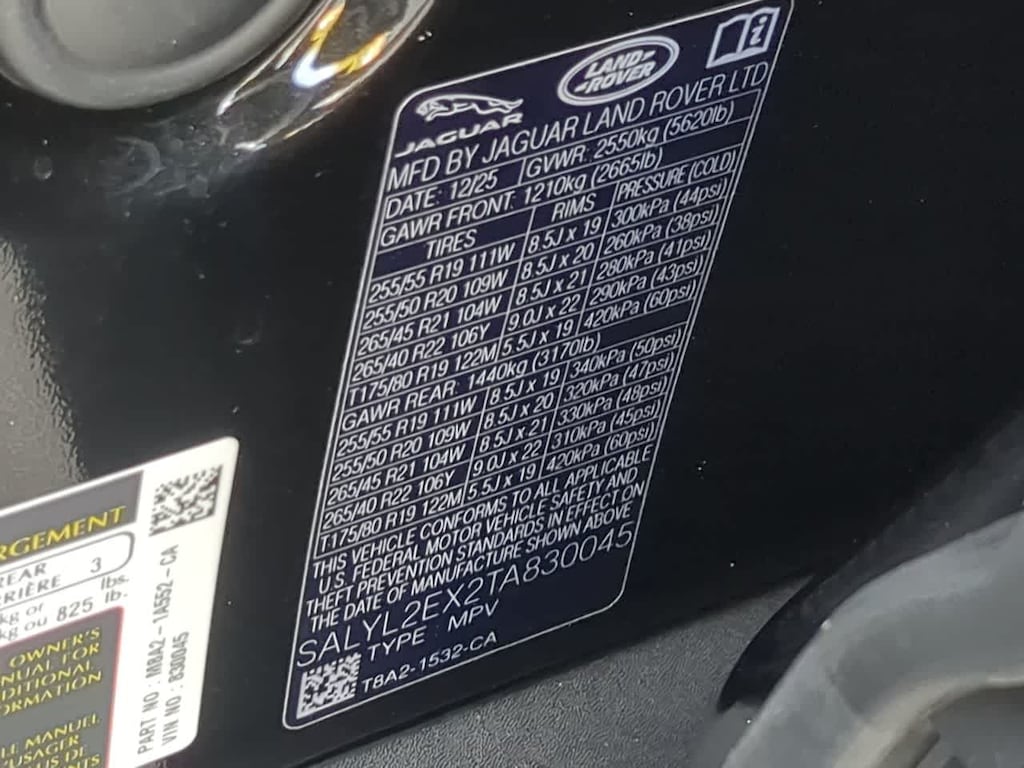 JAGUAR
LAND-
-ROVER
MFD BY JAGUAR LAND ROVER LTD
DATE: 12/25 GVWR: 2550kg (5620lb)
GAWR FRONT: 1210kg (2665lb)
TIRES RIMS PRESSURE (COLD)
255/55 R19 111W 8.5J x 19 300kPa (44psi)
255/50 R20 109W 8.5J x 20 260kPa (38psi)
265/45 R21 104W 8.5J x 21 280kPa (41psi)
265/40 R22 106Y 9.0J x 22 290kPa (43psi)
T175/80 R19 122M 5.5J x 19 420kPa (60psi)
GAWR REAR: 1440kg (3170lb)
255/55 R19 111W 8.5J x 19 340kPa (50psi)
255/50 R20 109W 8.5J x 20 320kPa (47psi)
265/45 R21 104W 8.5J x 21 330kPa (48psi)
265/40 R22 106Y 9.0J x 22 310kPa (45psi)
T175/80 R19 122M 5.5J x 19 420kPa (60psi)
THIS VEHICLE CONFORMS TO ALL APPLICABLE
U.S. FEDERAL MOTOR VEHICLE SAFETY AND
THEFT PREVENTION STANDARDS IN EFFECT ON
THE DATE OF MANUFACTURE SHOWN ABOVE
SALYL2EX2TA830045
TYPE: MPV
T8A2-1532-CA
RGEMENT
REAR 3
kg or
kg ou 825 lbs.
lb.
OWNER'S
FOR
PART NO : M8A2-1A552-CA
VIN NO : 830045
MANUEL